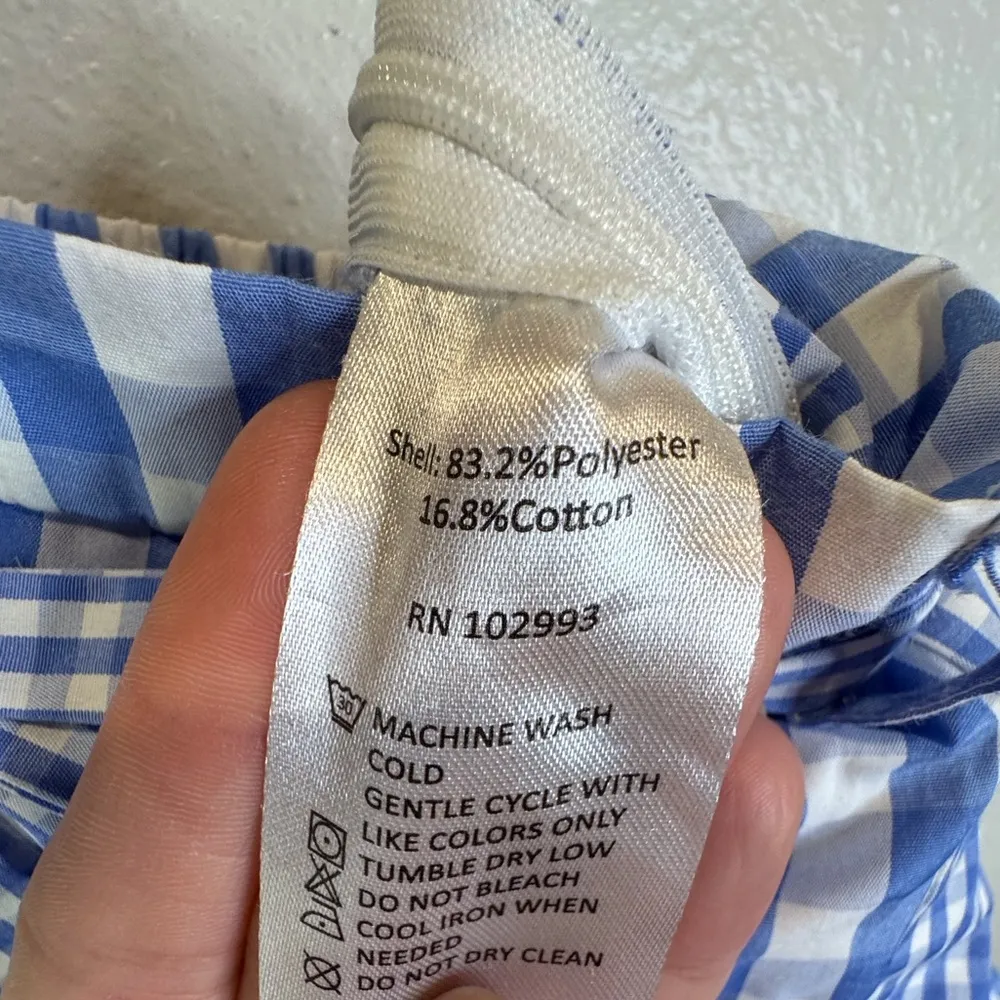 Shell: 83.2%Polyester
16.8%Cotton
RN 102993
30
MACHINE WASH
COLD
GENTLE CYCLE WITH
LIKE COLORS ONLY
TUMBLE DRY LOW
DO NOT BLEACH
COOL IRON WHEN
NEEDED
DO NOT DRY CLEAN